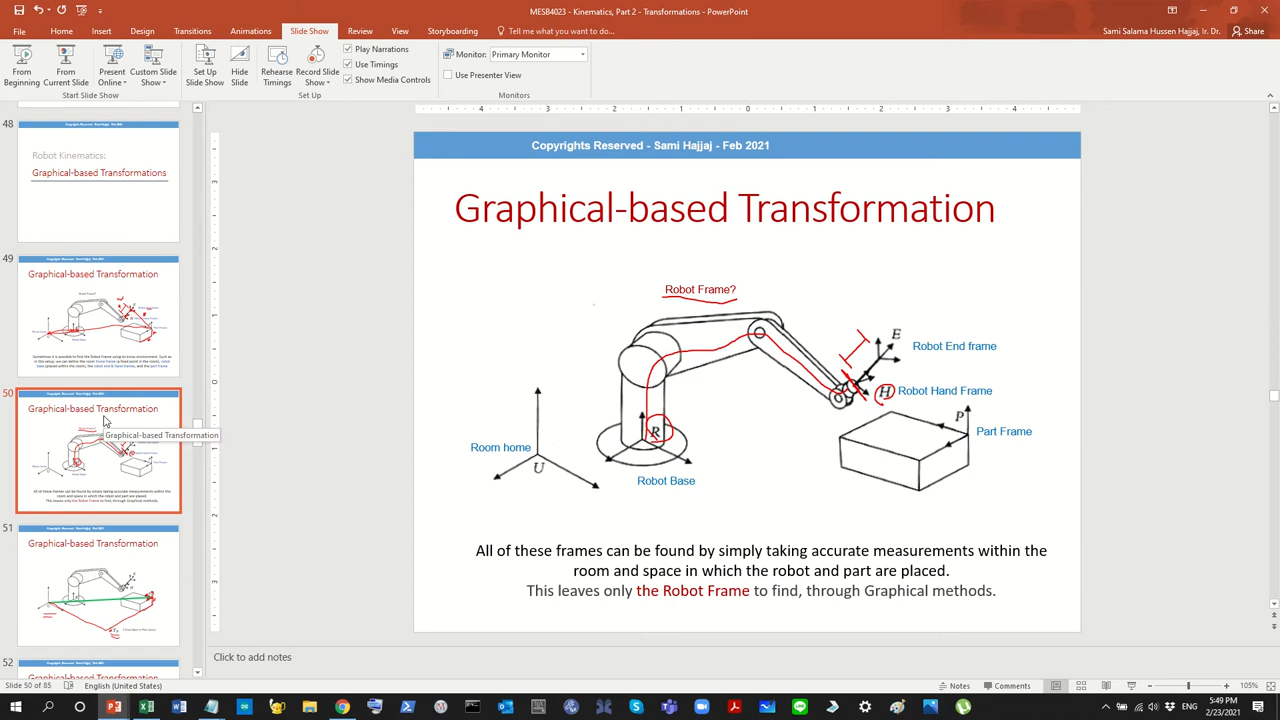 MESB4023 - Kinematics, Part 2 - Transformations - PowerPoint
File Home Insert Design Transitions Animations Slide Show Review View Storyboarding Tell me what you want to do...
Sami Salama Hussen Hajjaj, Ir. Dr. Share
From Beginning
From Current Slide
Present Online
Custom Slide Show
Start Slide Show
Set Up Slide Show
Hide Slide
Rehearse Timings
Record Slide Show
Play Narrations
Use Timings
Show Media Controls
Set Up
Monitor: Primary Monitor
Use Presenter View
Monitors
48
Robot Kinematics:
Graphical-based Transformations
49
Graphical-based Transformation
50
Graphical-based Transformation
Graphical-based Transformation
51
Graphical-based Transformation
52
4 3 2 1 0 1 2 3 4
Copyrights Reserved - Sami Hajjaj - Feb 2021
Graphical-based Transformation
Robot Frame?
E
Robot End frame
H Robot Hand Frame
P
Part Frame
R
Room home
U
Robot Base
All of these frames can be found by simply taking accurate measurements within the
room and space in which the robot and part are placed.
This leaves only the Robot Frame to find, through Graphical methods.
Click to add notes
Slide 50 of 85 English (United States) Notes Comments 105%
5:49 PM
2/23/2021